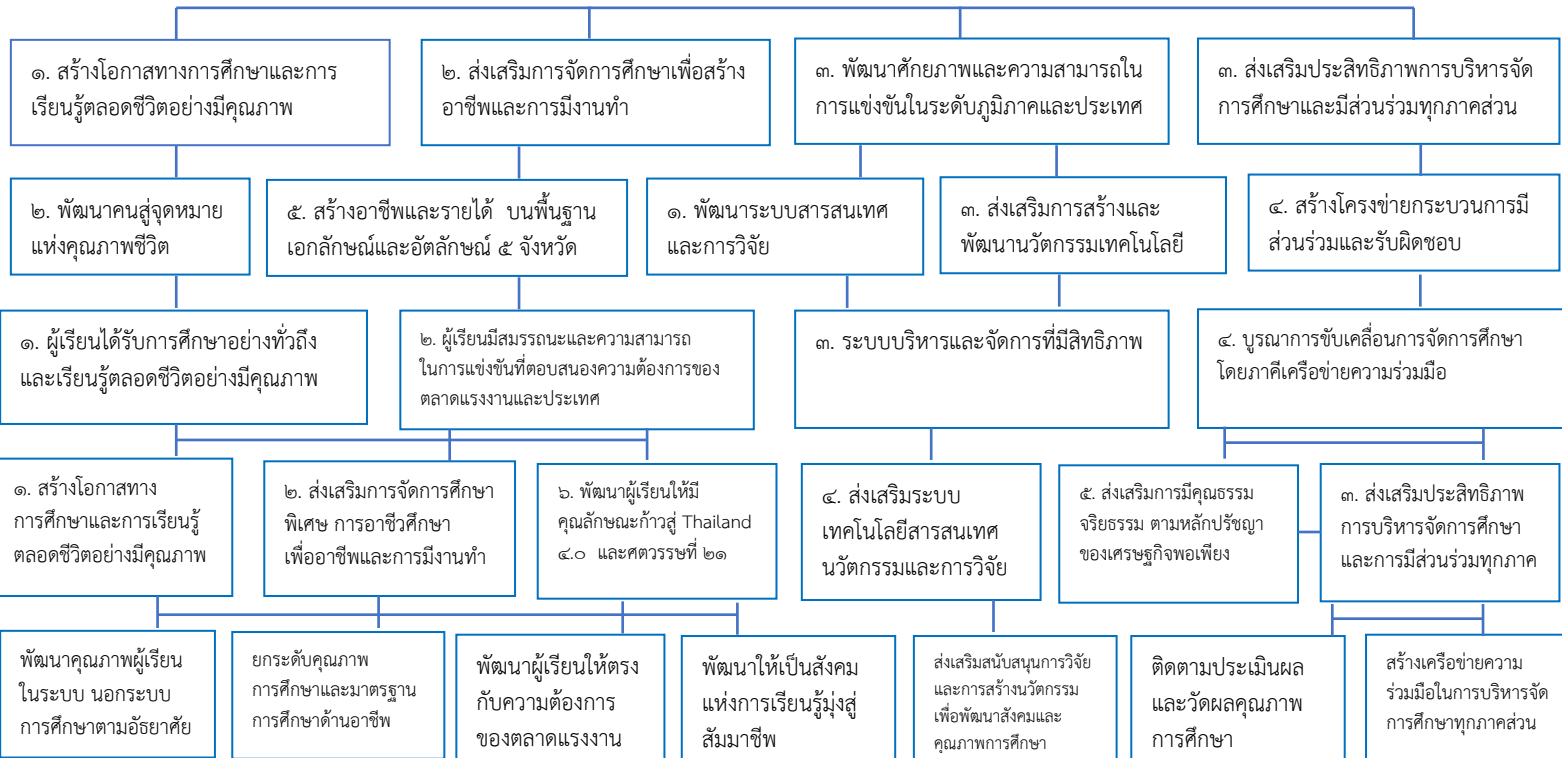 ๑. สร้างโอกาสทางการศึกษาและการ
เรียนรู้ตลอดชีวิตอย่างมีคุณภาพ
๒. ส่งเสริมการจัดการศึกษาเพื่อสร้าง
อาชีพและการมีงานทำ
๓. พัฒนาศักยภาพและความสามารถใน
การแข่งขันในระดับภูมิภาคและประเทศ
๓. ส่งเสริมประสิทธิภาพการบริหารจัด
การศึกษาและมีส่วนร่วมทุกภาคส่วน
๒. พัฒนาคนสู่จุดหมาย
แห่งคุณภาพชีวิต
๕. สร้างอาชีพและรายได้ บนพื้นฐาน
เอกลักษณ์และอัตลักษณ์ ๕ จังหวัด
๑. พัฒนาระบบสารสนเทศ
และการวิจัย
๓. ส่งเสริมการสร้างและ
พัฒนานวัตกรรมเทคโนโลยี
๔. สร้างโครงข่ายกระบวนการมี
ส่วนร่วมและรับผิดชอบ
๑. ผู้เรียนได้รับการศึกษาอย่างทั่วถึง
และเรียนรู้ตลอดชีวิตอย่างมีคุณภาพ
๒. ผู้เรียนมีสมรรถนะและความสามารถ
ในการแข่งขันที่ตอบสนองความต้องการของ
ตลาดแรงงานและประเทศ
๓. ระบบบริหารและจัดการที่มีสิทธิภาพ
๔. บูรณาการขับเคลื่อนการจัดการศึกษา
โดยภาคีเครือข่ายความร่วมมือ
๑. สร้างโอกาสทาง
การศึกษาและการเรียนรู้
ตลอดชีวิตอย่างมีคุณภาพ
๒. ส่งเสริมการจัดการศึกษา
พิเศษ การอาชีวศึกษา
เพื่ออาชีพและการมีงานทำ
๖. พัฒนาผู้เรียนให้มี
คุณลักษณะก้าวสู่ Thailand
๔.๐ และศตวรรษที่ ๒๑
๔. ส่งเสริมระบบ
เทคโนโลยีสารสนเทศ
นวัตกรรมและการวิจัย
๕. ส่งเสริมการมีคุณธรรม
จริยธรรม ตามหลักปรัชญา
ของเศรษฐกิจพอเพียง
๓. ส่งเสริมประสิทธิภาพ
การบริหารจัดการศึกษา
และการมีส่วนร่วมทุกภาค
พัฒนาคุณภาพผู้เรียน
ในระบบ นอกระบบ
การศึกษาตามอัธยาศัย
ยกระดับคุณภาพ
การศึกษาและมาตรฐาน
การศึกษาด้านอาชีพ
พัฒนาผู้เรียนให้ตรง
กับความต้องการ
ของตลาดแรงงาน
พัฒนาให้เป็นสังคม
แห่งการเรียนรู้มุ่งสู่
สัมมาชีพ
ส่งเสริมสนับสนุนการวิจัย
และการสร้างนวัตกรรม
เพื่อพัฒนาสังคมและ
คุณภาพการศึกษา
ติดตามประเมินผล
และวัดผลคุณภาพ
การศึกษา
สร้างเครือข่ายความ
ร่วมมือในการบริหารจัด
การศึกษาทุกภาคส่วน